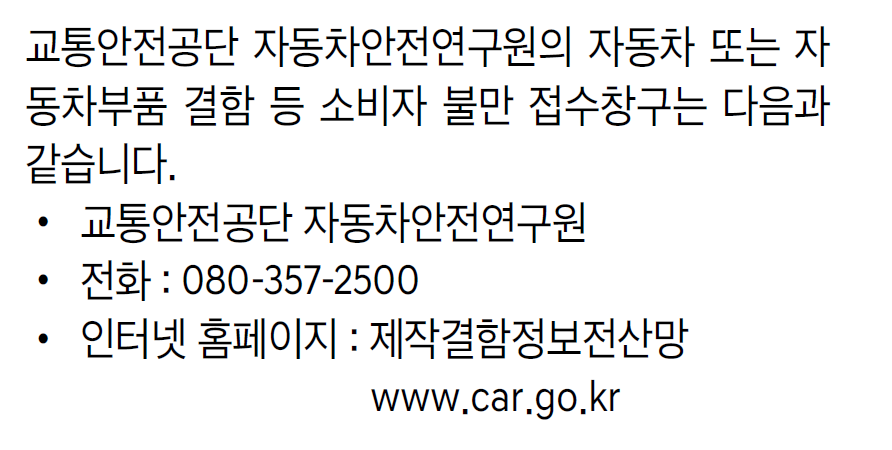 교통안전공단 자동차안전연구원의 자동차 또는 자
동차부품 결함 등 소비자 불만 접수창구는 다음과
같습니다.
• 교통안전공단 자동차안전연구원
• 전화 : 080-357-2500
• 인터넷 홈페이지 : 제작결함정보전산망
www.car.go.kr